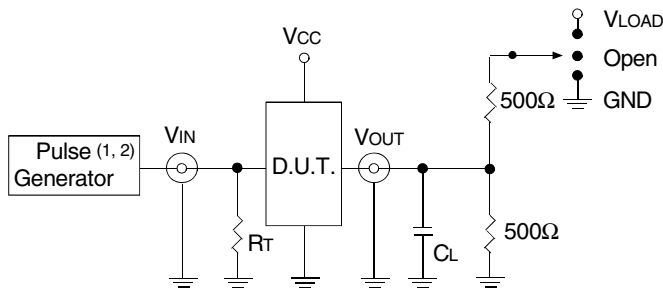 VLOAD
VCC
Open
500Ω
GND
VIN
VOUT
Pulse (1, 2)
Generator
D.U.T.
RT
CL
500Ω